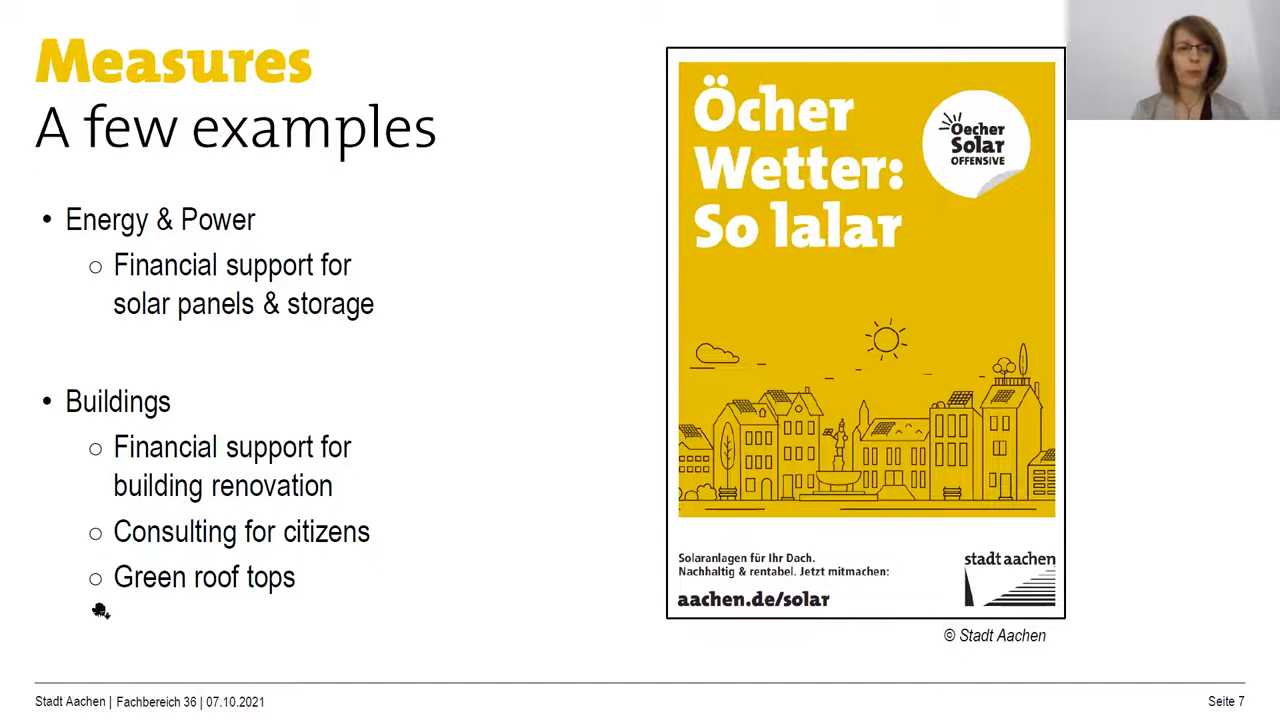 Measures
A few examples
• Energy & Power
○ Financial support for
solar panels & storage
• Buildings
○ Financial support for
building renovation
○ Consulting for citizens
○ Green roof tops
Öcher
Wetter:
So lalar
Oecher
Solar
OFFENSIVE
Solaranlagen für Ihr Dach.
Nachhaltig & rentabel. Jetzt mitmachen:
aachen.de/solar
stadt aachen
© Stadt Aachen
Stadt Aachen | Fachbereich 36 | 07.10.2021
Seite 7